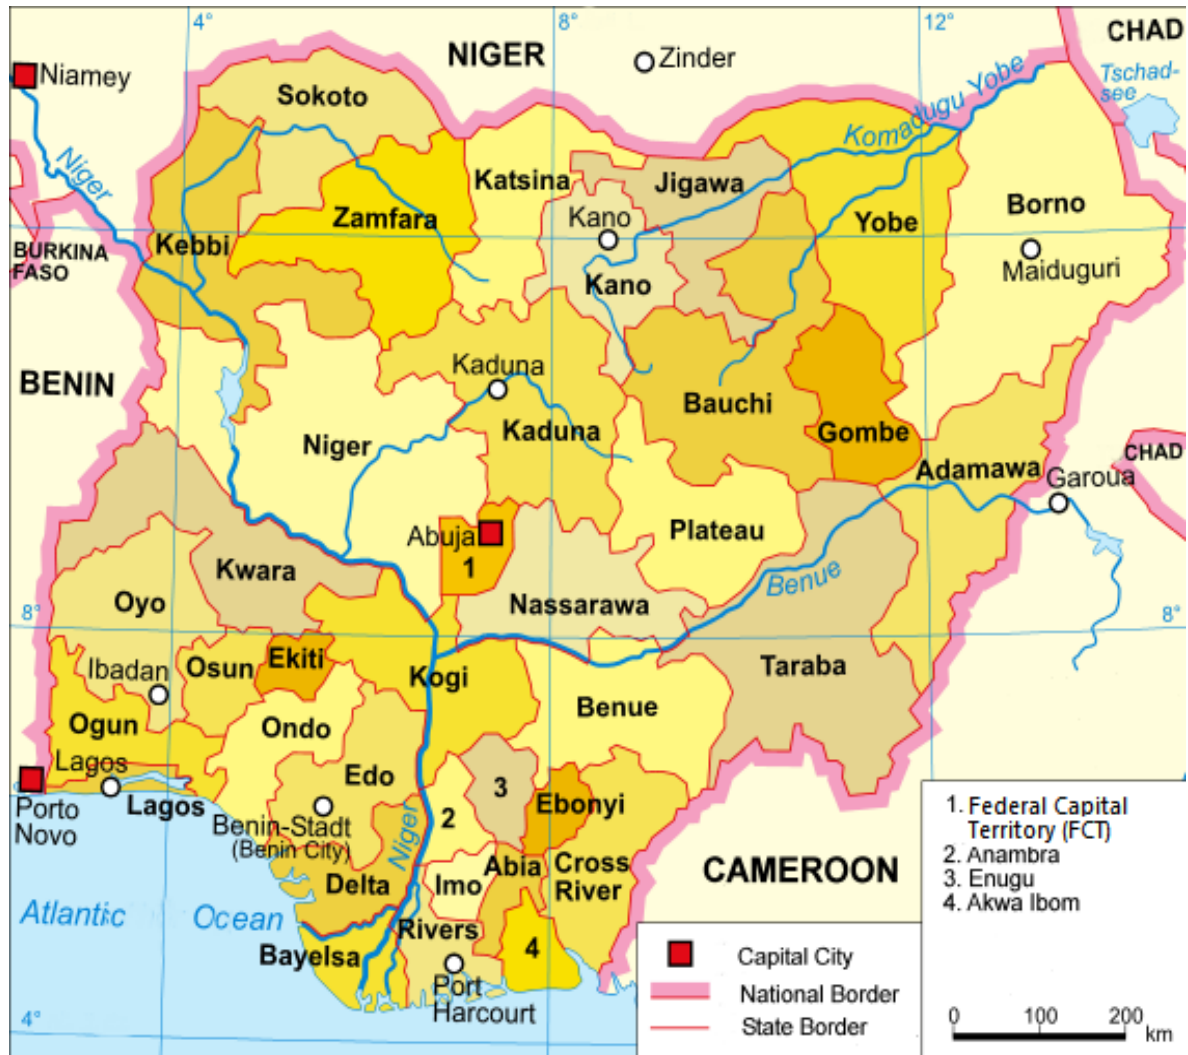 4°
8°
12°
CHAD
NIGER
Zinder
Niamey
Tschad-
see
Komadugu Yobe
Sokoto
Niger
Katsina
Jigawa
Zamfara
Kano
Yobe
Borno
Kebbi
BURKINA
FASO
Maiduguri
Kano
Kaduna
BENIN
Bauchi
Niger
Kaduna
Gombe
CHAD
Adamawa
Garoua
Abuja
Plateau
1
Kwara
Benue
Oyo
Nassarawa
8°
8°
Osun
Ekiti
Ibadan
Kogi
Taraba
Benue
Ogun
Ondo
Lagos
Edo
3
Lagos
Ebonyi
Porto
Novo
Benin-Stadt
(Benin City)
Niger
2
Abia
Cross
River
CAMEROON
Delta
Imo
Atlantic Ocean
Rivers
Bayelsa
4
Port
Harcourt
4°
1. Federal Capital
Territory (FCT)
2. Anambra
3. Enugu
4. Akwa Ibom
Capital City
National Border
State Border
0 100 200
km